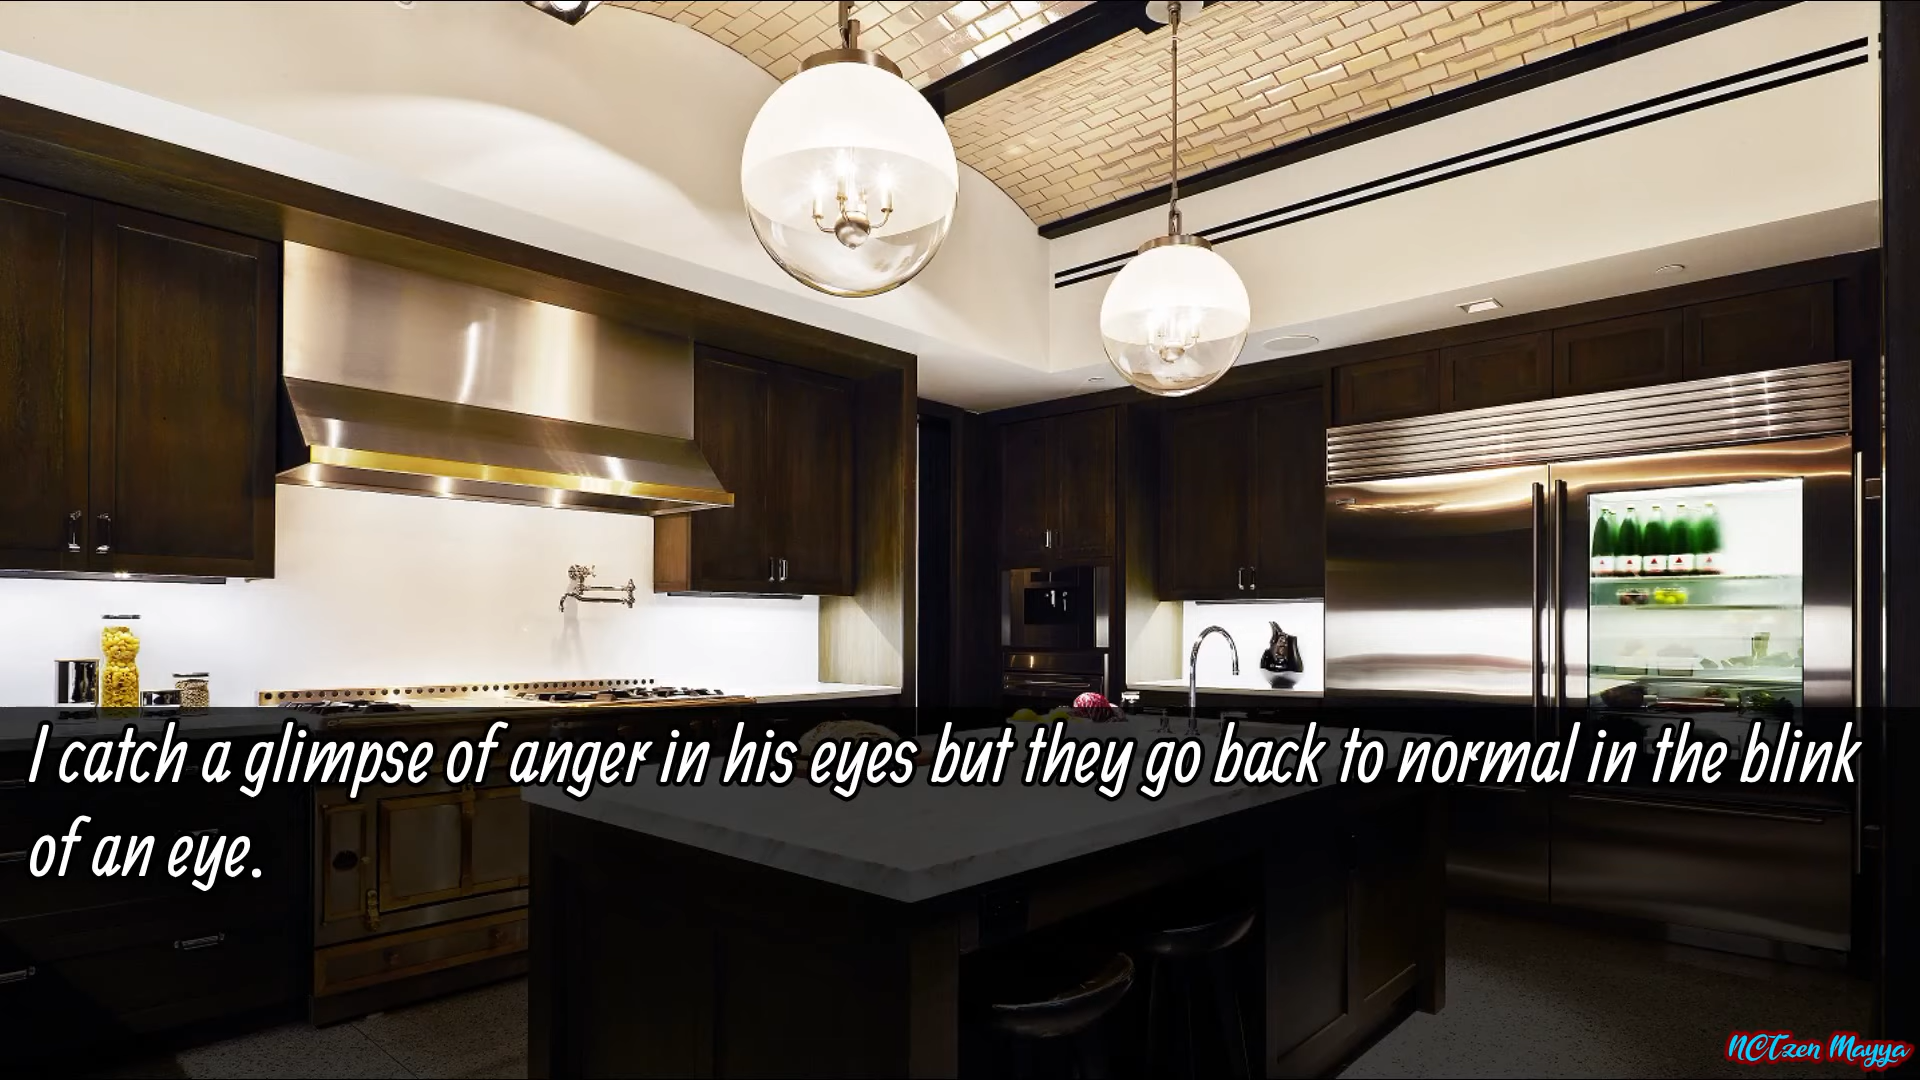 I catch a glimpse of anger in his eyes but they go back to normal in the blink
of an eye.
NCTzen Mayya